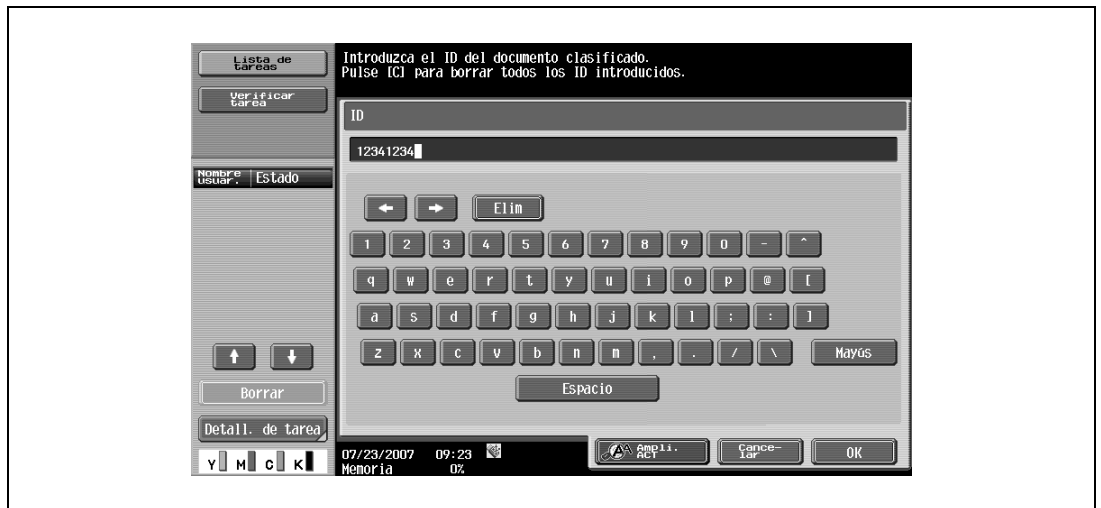 Lista de
tareas
Verificar
tarea
Nombre
usuar.
Estado
Borrar
Detall. de tarea
Y M C K
Introduzca el ID del documento clasificado.
Pulse [C] para borrar todos los ID introducidos.
ID
12341234
Elim
1 2 3 4 5 6 7 8 9 0 - ^
q w e r t y u i o p @ [
a s d f g h j k l ; : ]
z x c v b n m , . / \ Mayús
Espacio
07/23/2007 09:23
Memoria 0%
Ampli.
ACT
Cance-
lar
OK